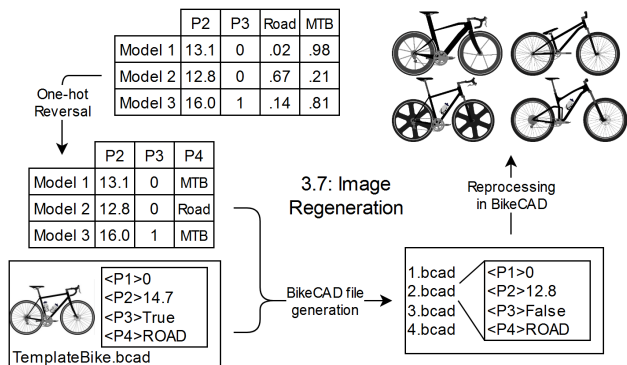 P2 P3 Road MTB
Model 1 13.1 0 .02 .98
Model 2 12.8 0 .67 .21
Model 3 16.0 1 .14 .81
One-hot
Reversal
P2 P3 P4
Model 1 13.1 0 MTB
Model 2 12.8 0 Road
Model 3 16.0 1 MTB
3.7: Image
Regeneration
Reprocessing
in BikeCAD
<P1>0
<P2>14.7
<P3>True
<P4>ROAD
TemplateBike.bcad
BikeCAD file
generation
1.bcad
2.bcad
3.bcad
4.bcad
<P1>0
<P2>12.8
<P3>False
<P4>ROAD